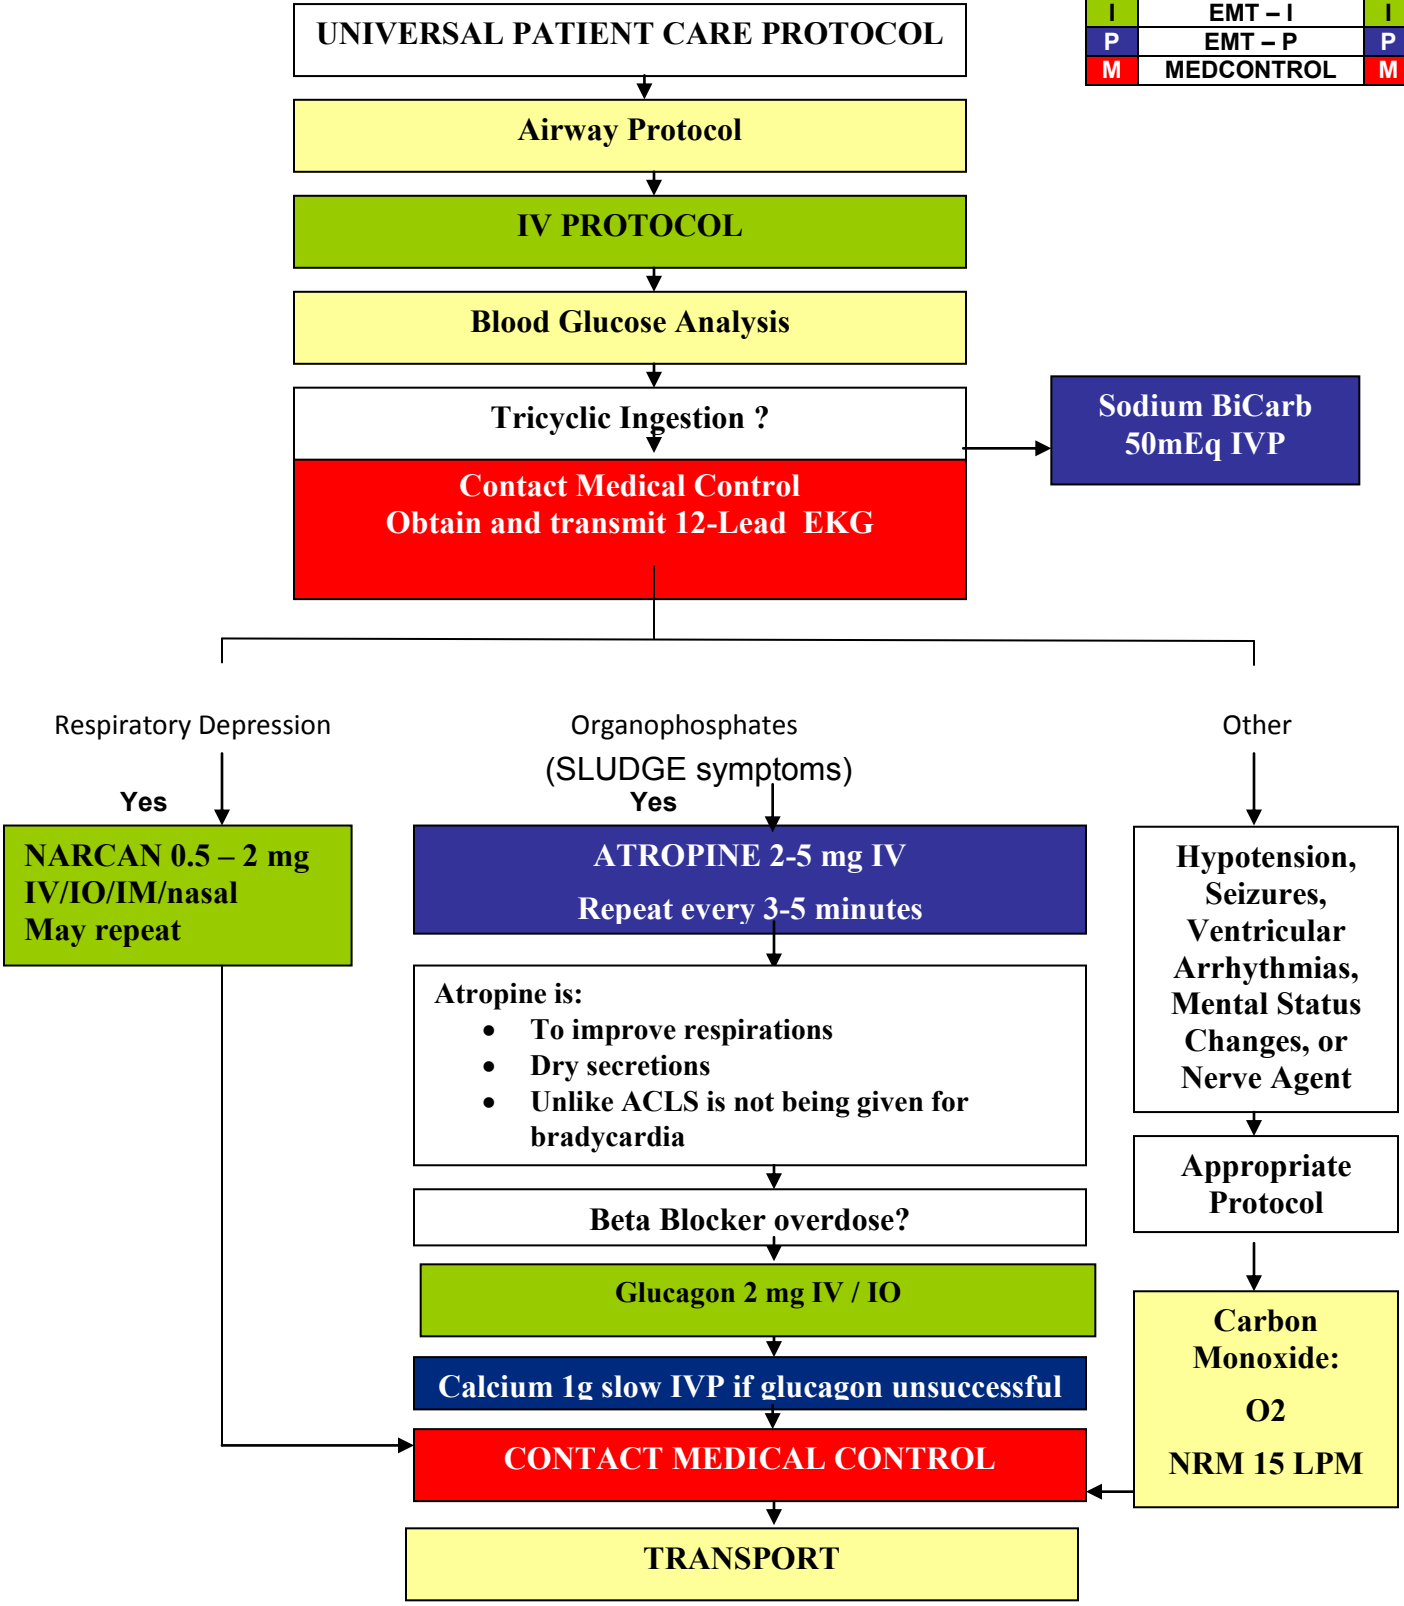 I EMT – I I
P EMT – P P
M MEDCONTROL M
UNIVERSAL PATIENT CARE PROTOCOL
Airway Protocol
IV PROTOCOL
Blood Glucose Analysis
Tricyclic Ingestion ?
Sodium BiCarb
50mEq IVP
Contact Medical Control
Obtain and transmit 12-Lead EKG
Respiratory Depression
Yes
NARCAN 0.5 – 2 mg
IV/IO/IM/nasal
May repeat
Organophosphates
(SLUDGE symptoms)
Yes
ATROPINE 2-5 mg IV
Repeat every 3-5 minutes
Atropine is:
• To improve respirations
• Dry secretions
• Unlike ACLS is not being given for
bradycardia
Beta Blocker overdose?
Glucagon 2 mg IV / IO
Calcium 1g slow IVP if glucagon unsuccessful
Other
Hypotension,
Seizures,
Ventricular
Arrhythmias,
Mental Status
Changes, or
Nerve Agent
Appropriate
Protocol
Carbon
Monoxide:
O2
NRM 15 LPM
CONTACT MEDICAL CONTROL
TRANSPORT